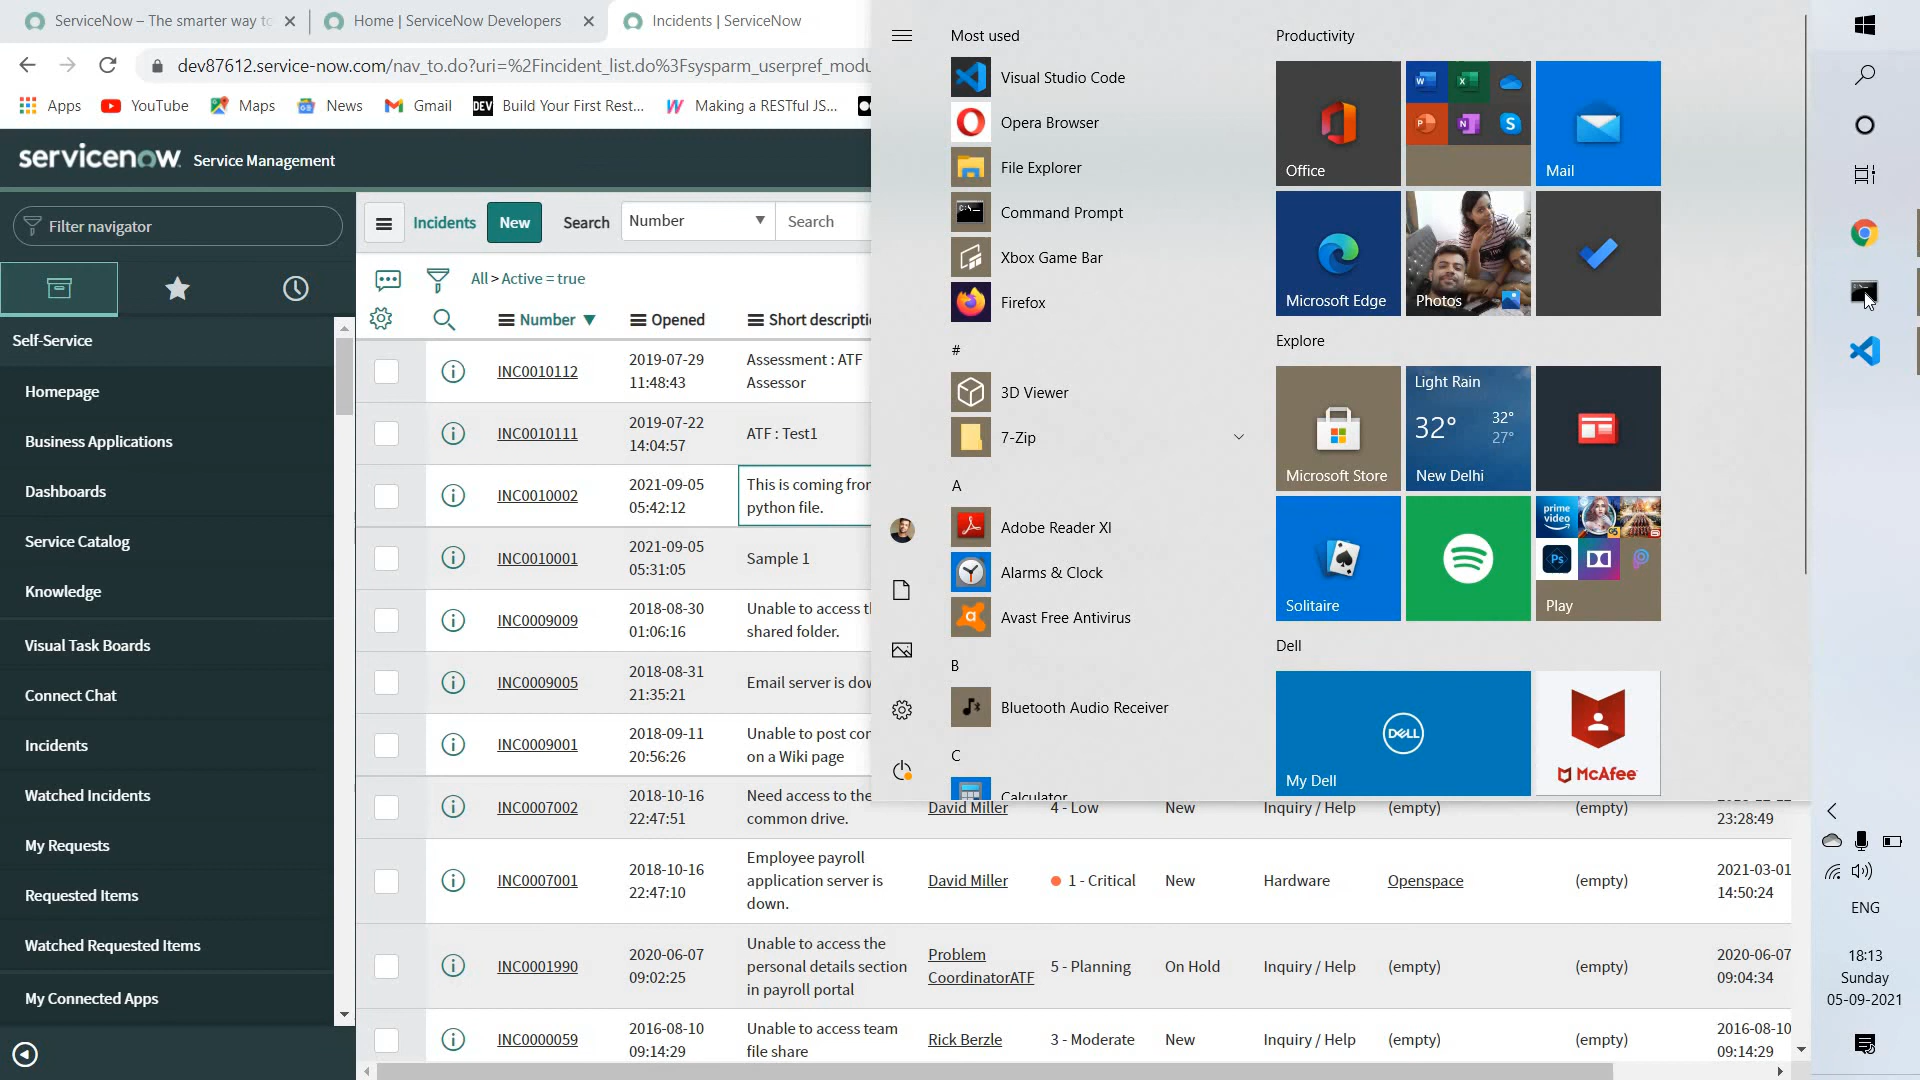 ServiceNow – The smarter way to
Home | ServiceNow Developers
Incidents | ServiceNow
dev87612.service-now.com/nav_to.do?uri=%2Fincident_list.do%3Fsysparm_userpref_modu
Apps
YouTube
Maps
News
Gmail
DEV
Build Your First Rest...
Making a RESTful JS...
servicenow
Service Management
Filter navigator
Self-Service
Homepage
Business Applications
Dashboards
Service Catalog
Knowledge
Visual Task Boards
Connect Chat
Incidents
Watched Incidents
My Requests
Requested Items
Watched Requested Items
My Connected Apps
Incidents
New
Search
Number
Search
All > Active = true
Number
Opened
INC0010112
2019-07-29
11:48:43
Assessment : ATF
Assessor
INC0010111
2019-07-22
14:04:57
ATF : Test1
INC0010002
2021-09-05
05:42:12
This is coming from
python file.
INC0010001
2021-09-05
05:31:05
Sample 1
INC0009009
2018-08-30
01:06:16
Unable to access t
shared folder.
INC0009005
2018-08-31
21:35:21
Email server is dow
INC0009001
2018-09-11
20:56:26
Unable to post con
on a Wiki page
INC0007002
2018-10-16
22:47:51
Need access to the
common drive.
David Miller
4 - Low
New
Inquiry / Help
(empty)
(empty)
23:28:49
INC0007001
2018-10-16
22:47:10
Employee payroll
application server is
down.
David Miller
1 - Critical
New
Hardware
Openspace
(empty)
2021-03-01
14:50:24
INC0001990
2020-06-07
09:02:25
Unable to access the
personal details section
in payroll portal
Problem
CoordinatorATF
5 - Planning
On Hold
Inquiry / Help
(empty)
(empty)
2020-06-07
09:04:34
INC0000059
2016-08-10
09:14:29
Unable to access team
file share
Rick Berzle
3 - Moderate
New
Inquiry / Help
(empty)
(empty)
2016-08-10
09:14:29
Most used
Visual Studio Code
Opera Browser
File Explorer
Command Prompt
Xbox Game Bar
Firefox
#
3D Viewer
7-Zip
A
Adobe Reader XI
Alarms & Clock
Avast Free Antivirus
B
Bluetooth Audio Receiver
C
Calculator
Productivity
Office
Mail
Microsoft Edge
Photos
Explore
Microsoft Store
Light Rain
32°
32°
27°
New Delhi
Solitaire
prime
video
Ps
Play
Dell
DELL
My Dell
McAfee
ENG
18:13
Sunday
05-09-2021